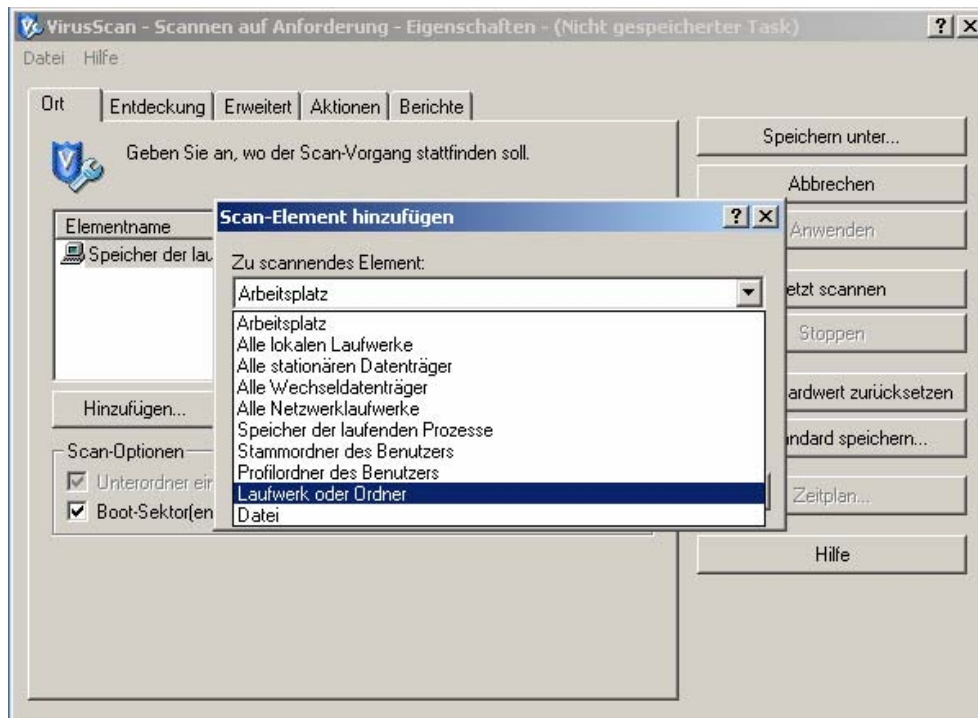 VirusScan - Scannen auf Anforderung - Eigenschaften - (Nicht gespeicherter Task)
Datei Hilfe
Ort Entdeckung Erweitert Aktionen Berichte
Geben Sie an, wo der Scan-Vorgang stattfinden soll.
Elementname
Speicher der lau
Hinzufügen...
Scan-Optionen
Unterordner ein
Boot-Sektor(en
Scan-Element hinzufügen
Zu scannendes Element:
Arbeitsplatz
Arbeitsplatz
Alle lokalen Laufwerke
Alle stationären Datenträger
Alle Wechseldatenträger
Alle Netzwerklaufwerke
Speicher der laufenden Prozesse
Stammordner des Benutzers
Profilordner des Benutzers
Laufwerk oder Ordner
Datei
Speichern unter...
Abbrechen
Anwenden
etzt scannen
Stoppen
ardwert zurücksetzen
ndard speichern...
Zeitplan...
Hilfe